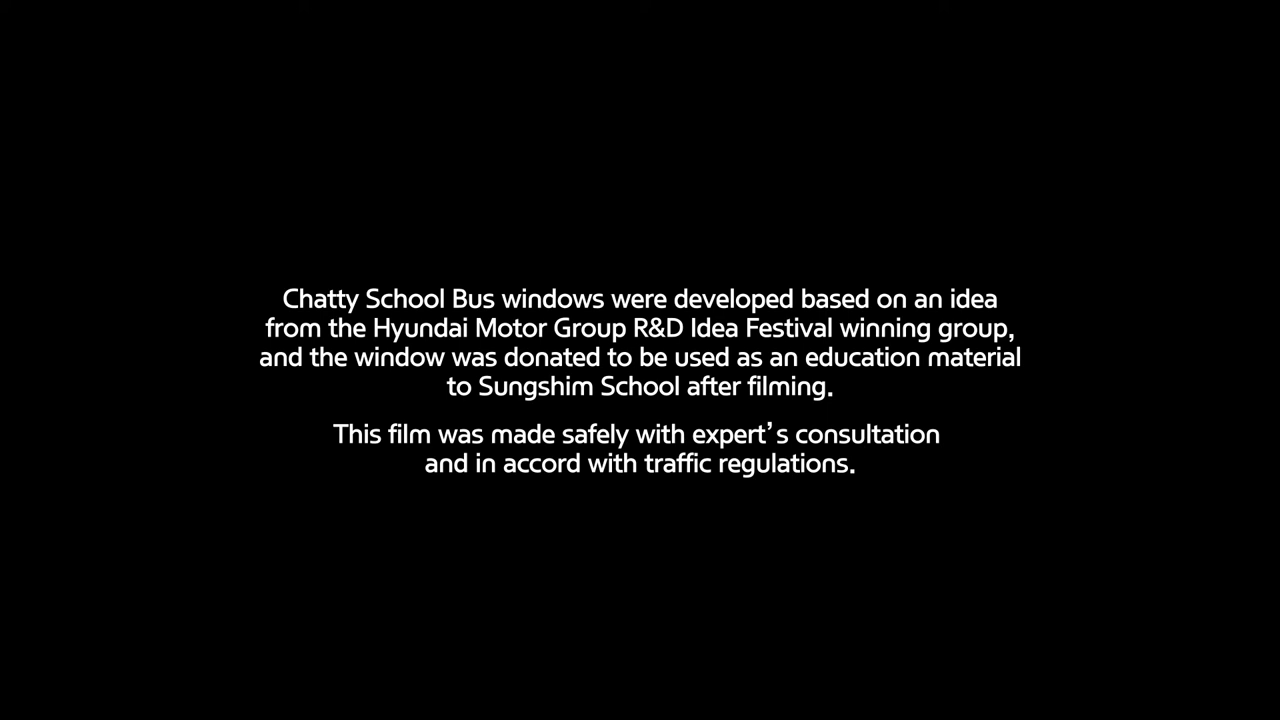 Chatty School Bus windows were developed based on an idea
from the Hyundai Motor Group R&D Idea Festival winning group,
and the window was donated to be used as an education material
to Sungshim School after filming.
This film was made safely with expert’s consultation
and in accord with traffic regulations.